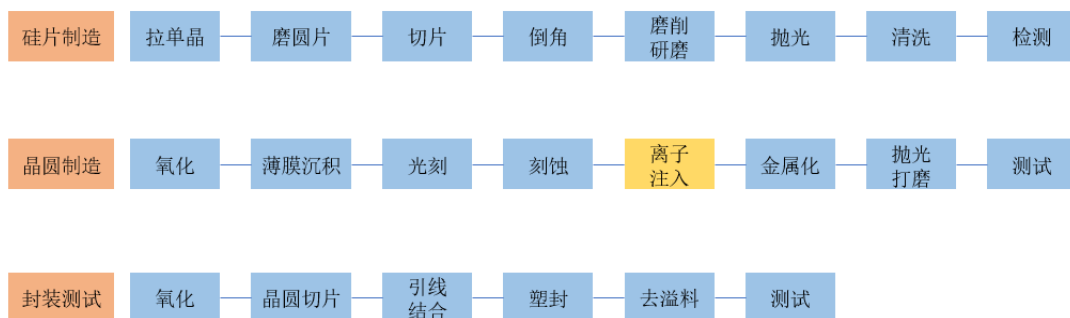 硅片制造 拉单晶 磨圆片 切片 倒角 磨削 研磨 抛光 清洗 检测
晶圆制造 氧化 薄膜沉积 光刻 刻蚀 离子 注入 金属化 抛光 打磨 测试
封装测试 氧化 晶圆切片 引线 结合 塑封 去溢料 测试